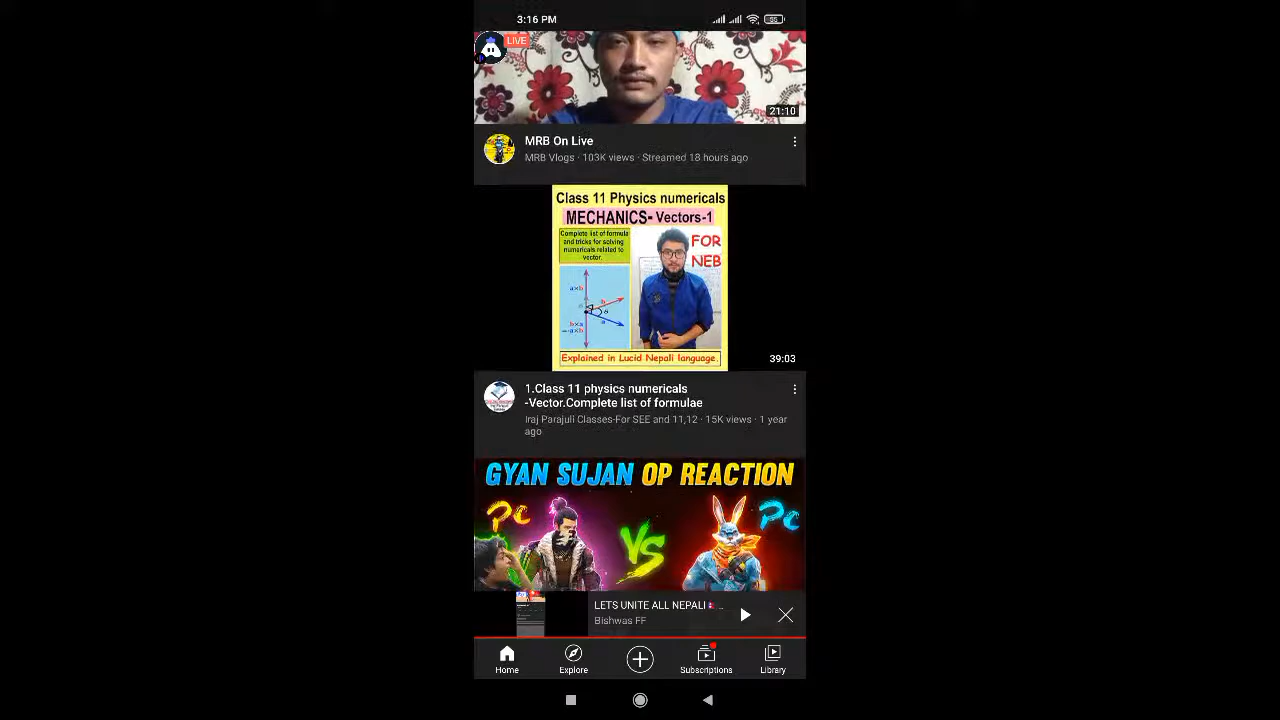 3:16 PM
55
LIVE
21:10
MRB On Live
MRB Vlogs · 103K views · Streamed 18 hours ago
Class 11 Physics numericals
MECHANICS- Vectors-1
Complete list of formula
and tricks for solving
numericals related to
vector.
FOR
NEB
a×b
b
a
b×a
=-a×b
Explained in Lucid Nepali language.
39:03
1.Class 11 physics numericals
-Vector.Complete list of formulae
Iraj Parajuli Classes-For SEE and 11,12 · 15K views · 1 year
ago
GYAN SUJAN OP REACTION
PC
VS
PC
LETS UNITE ALL NEPALI🇳🇵 ...
Bishwas FF
Home
Explore
Subscriptions
Library